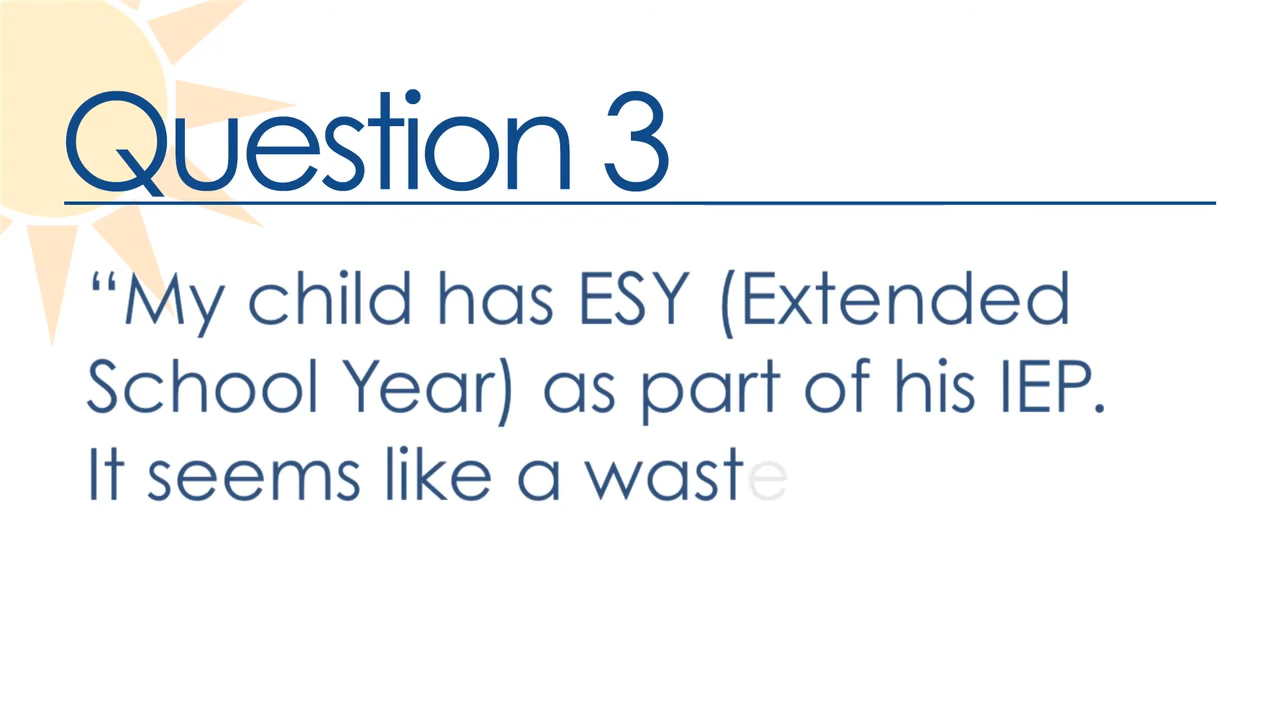 Question 3
“My child has ESY (Extended
School Year) as part of his IEP.
It seems like a waste